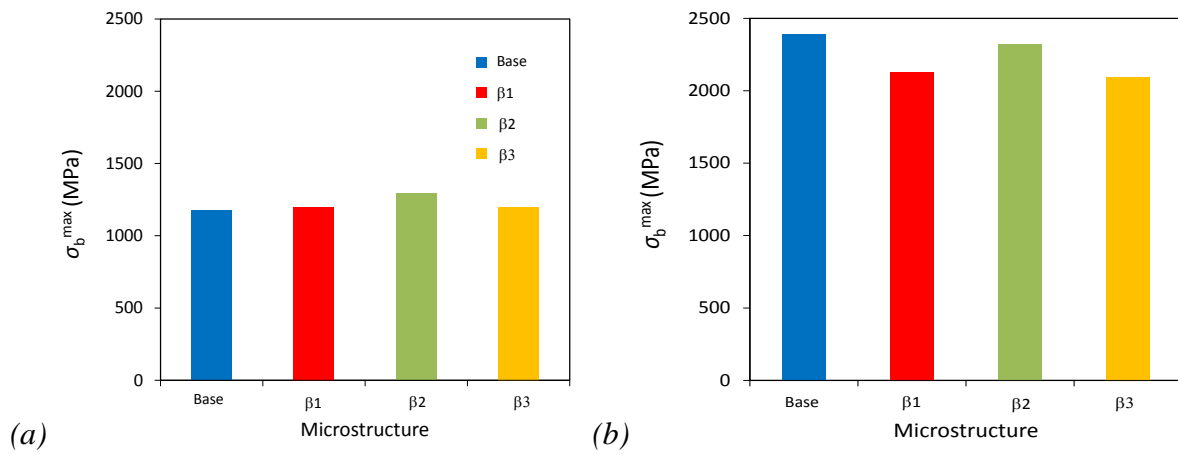 2500
2000
1500
1000
500
0
σb^max (MPa)
Base
β1
β2
β3
Base β1 β2 β3
Microstructure
(a)
2500
2000
1500
1000
500
0
σb^max (MPa)
Base β1 β2 β3
Microstructure
(b)